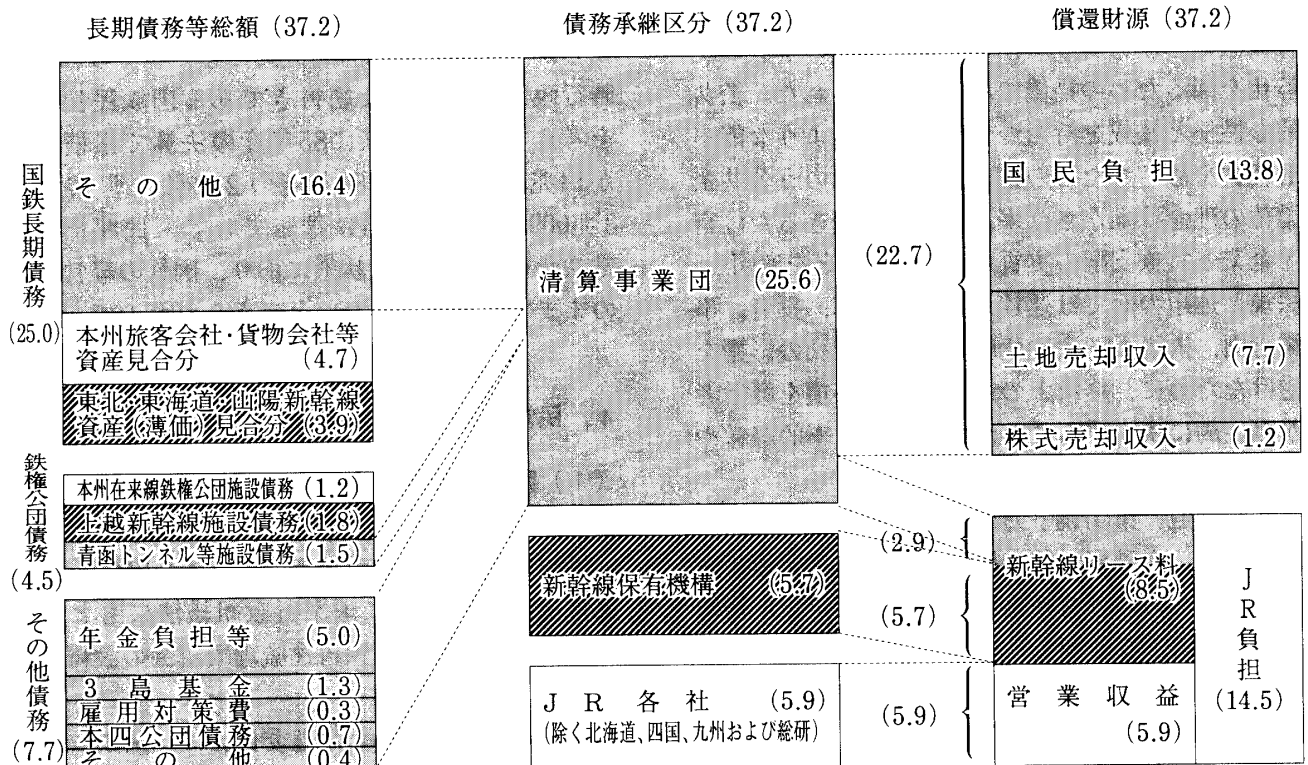 長期債務等総額 (37.2)
債務承継区分 (37.2)
償還財源 (37.2)
国鉄長期債務
(25.0)
その他 (16.4)
本州旅客会社·貨物会社等
資産見合分 (4.7)
東北·東海道·山陽新幹線
資産(薄価)見合分 (3.9)
鉄権公団債務
(4.5)
本州在来線鉄権公団施設債務 (1.2)
上越新幹線施設債務 (1.8)
青函トンネル等施設債務 (1.5)
その他債務
(7.7)
年金負担等 (5.0)
3島基金 (1.3)
雇用対策費 (0.3)
本四公団債務 (0.7)
その他 (0.4)
清算事業団 (25.6)
新幹線保有機構 (5.7)
JR各社 (5.9)
(除く北海道、四国、九州および総研)
(22.7)
(2.9)
(5.7)
(5.9)
国民負担 (13.8)
土地売却収入 (7.7)
株式売却収入 (1.2)
新幹線リース料
(8.5)
営業収益
(5.9)
JR負担
(14.5)